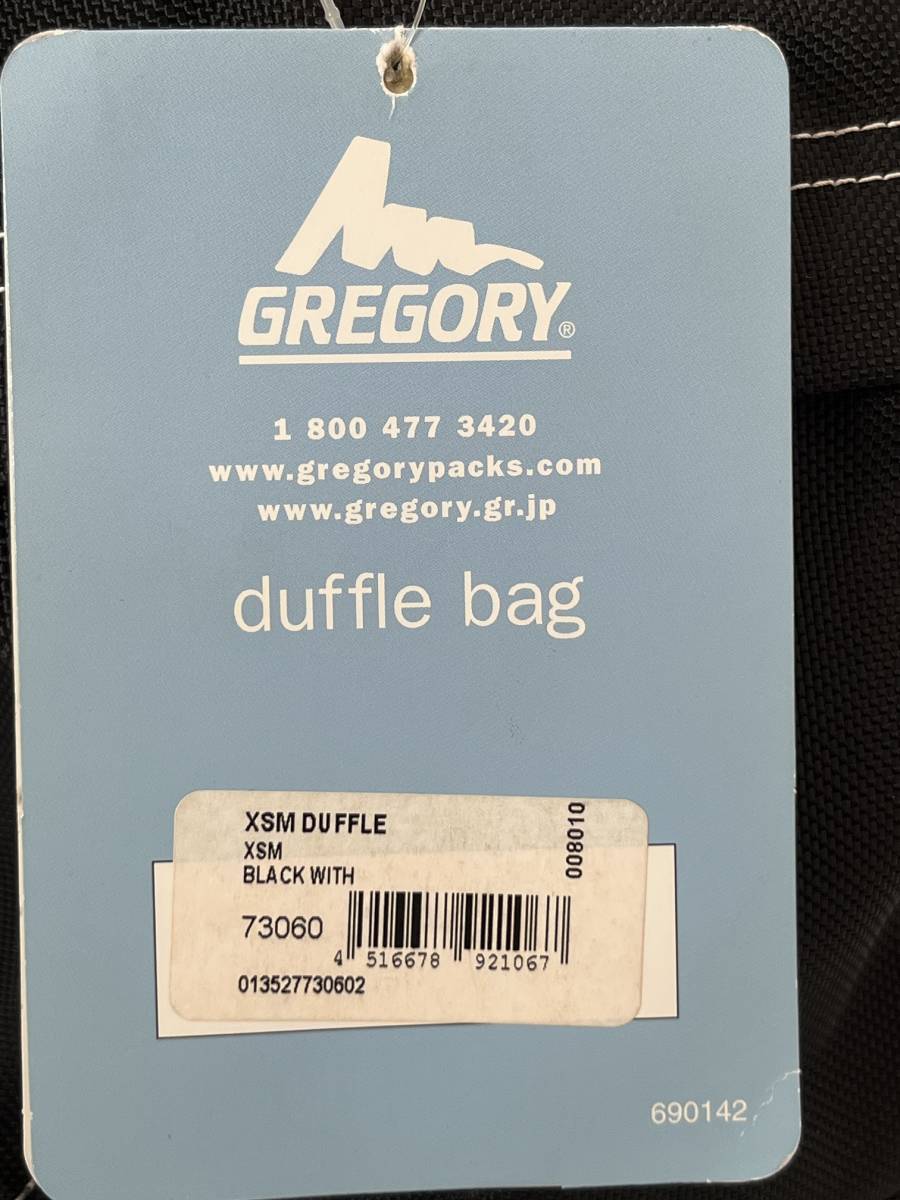 GREGORY®
1 800 477 3420
www.gregorypacks.com
www.gregory.gr.jp
duffle bag
XSM DUFFLE
XSM
BLACK WITH
008010
73060
4 516678 921067
013527730602
690142